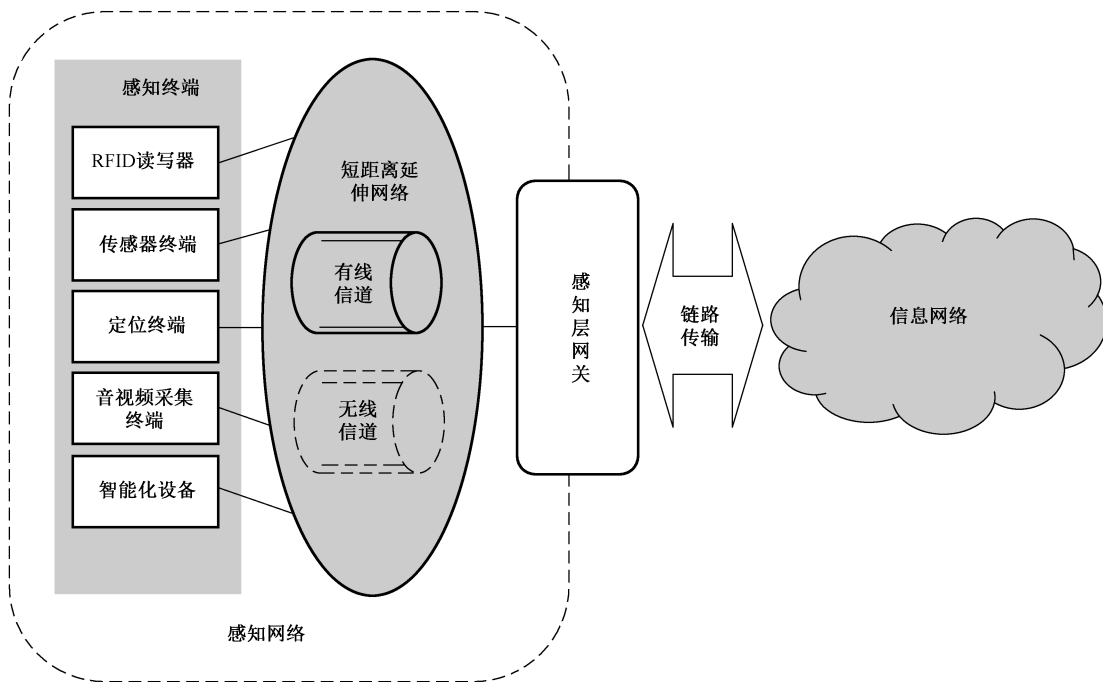 感知终端
RFID读写器
传感器终端
定位终端
音视频采集
终端
智能化设备
短距离延
伸网络
有线
信道
无线
信道
感
知
层
网
关
链路
传输
信息网络
感知网络